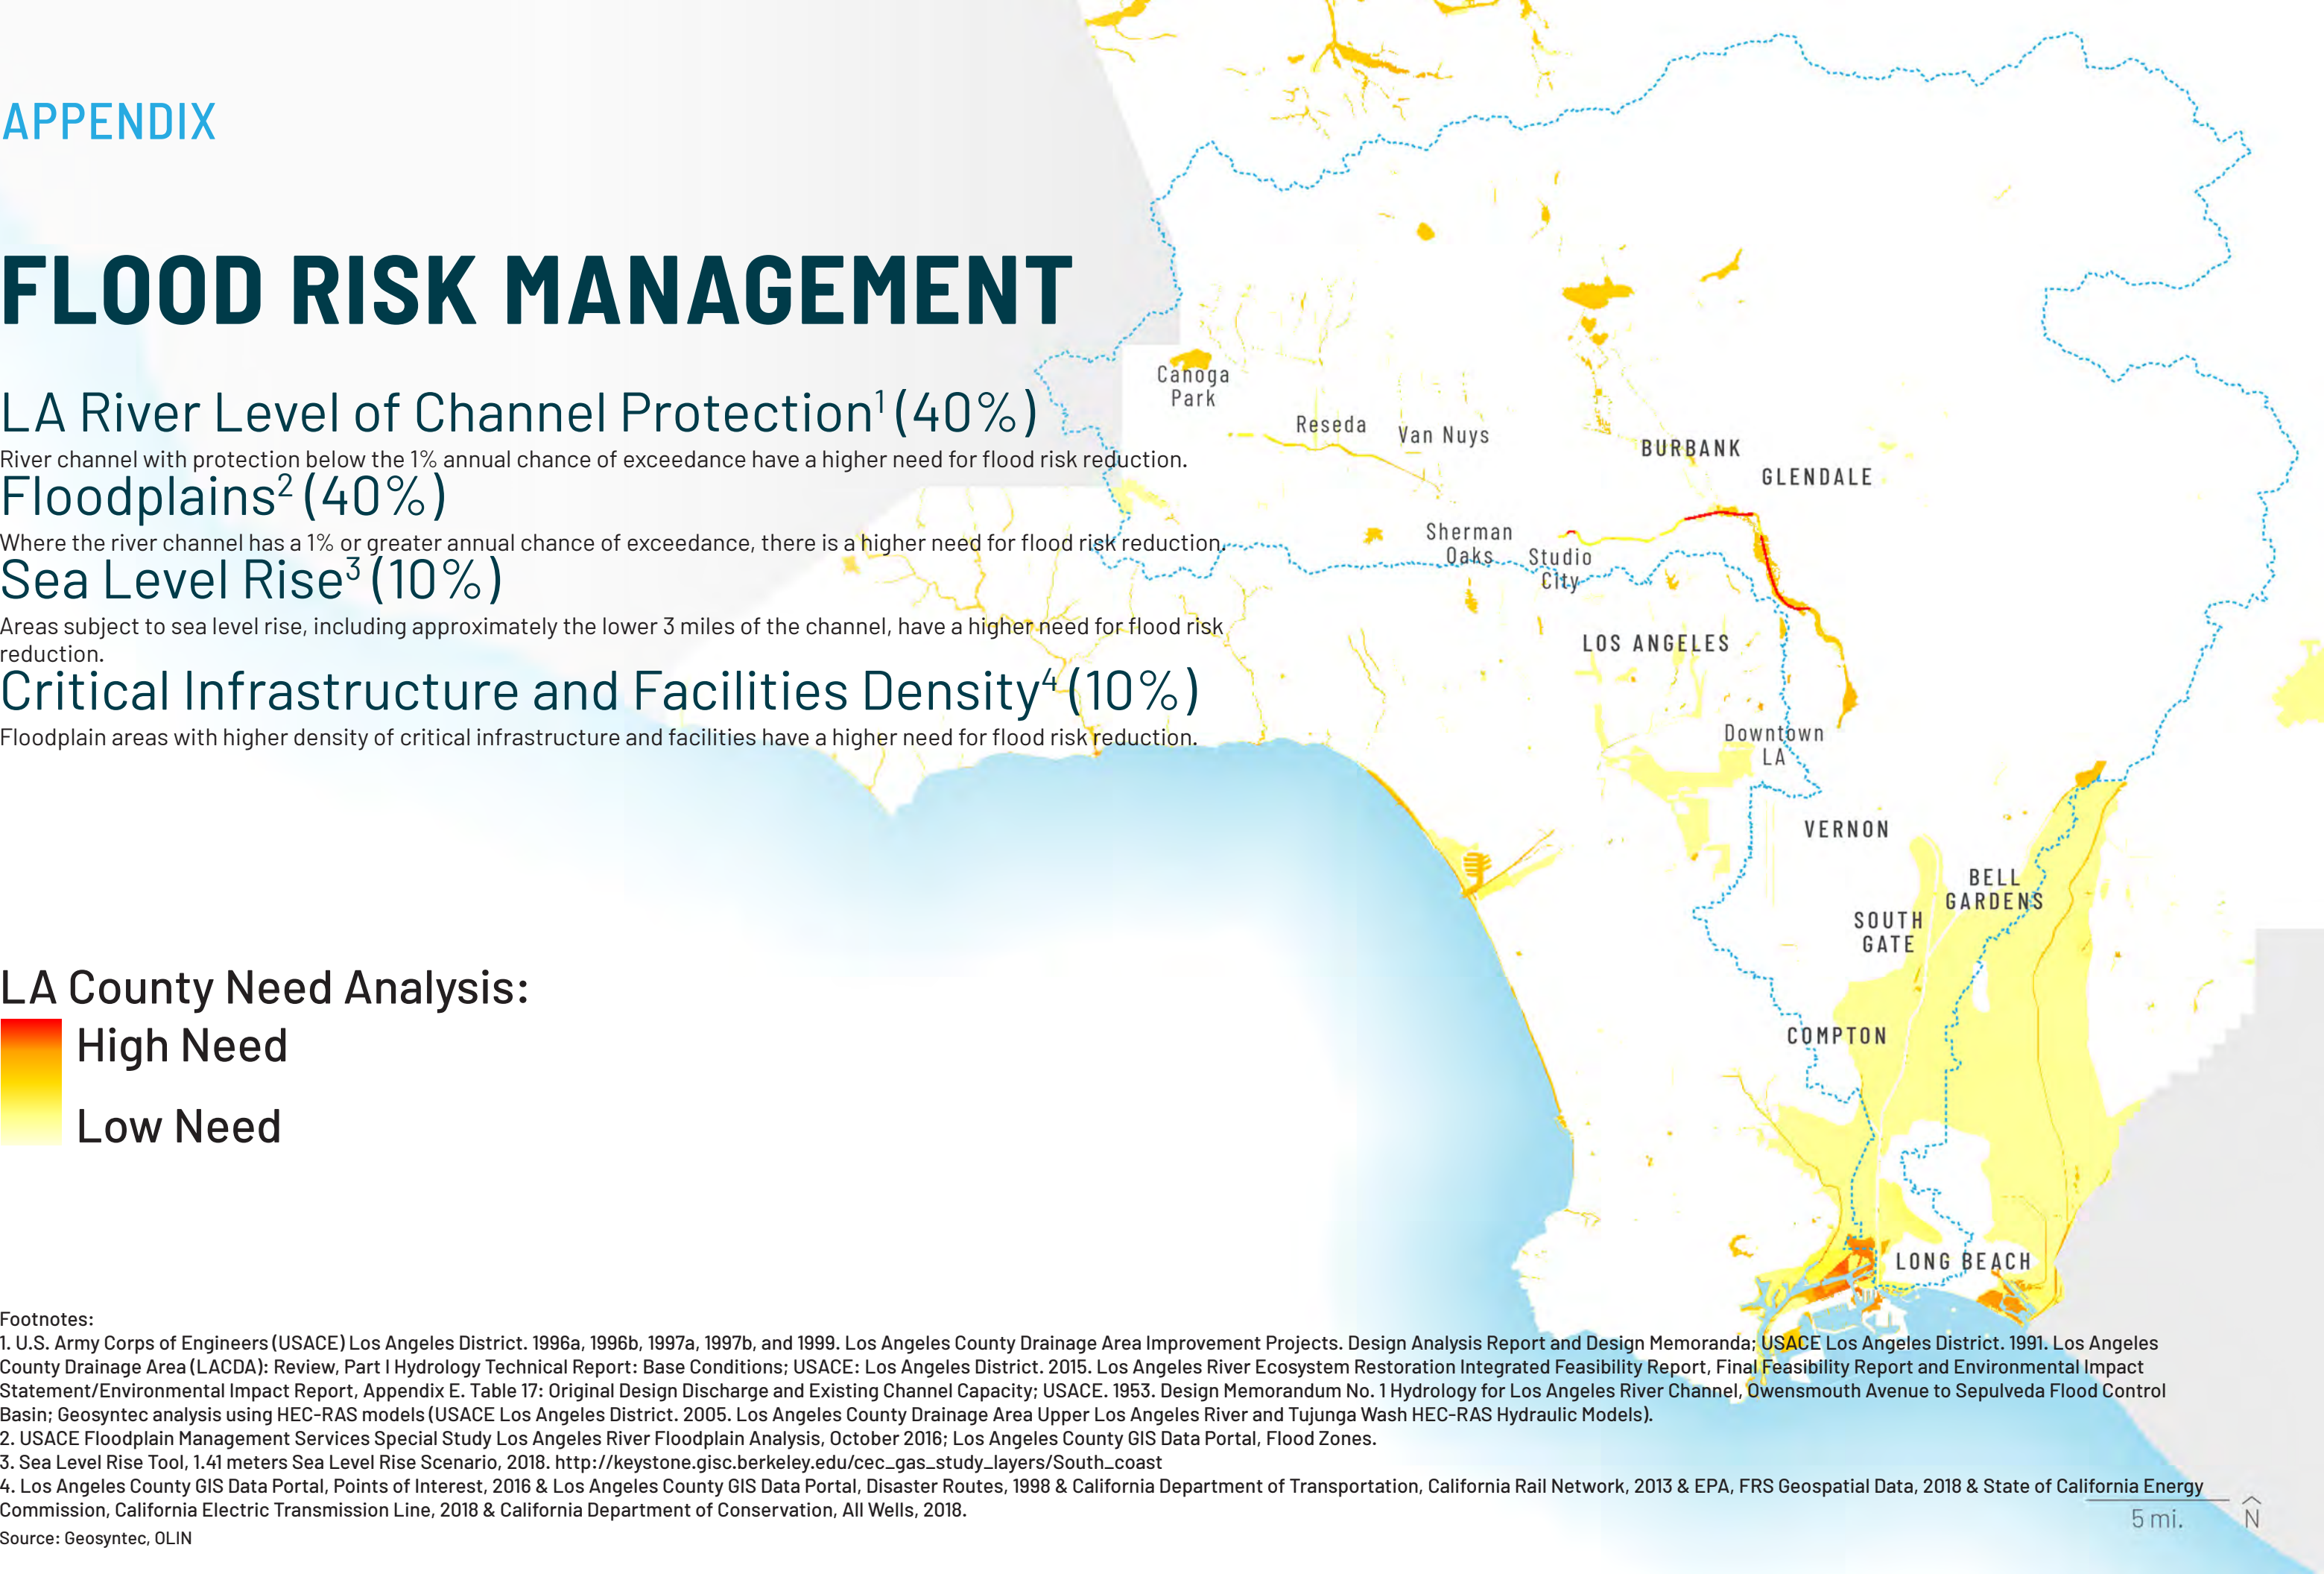 APPENDIX
FLOOD RISK MANAGEMENT
LA River Level of Channel Protection1 (40%)
River channel with protection below the 1% annual chance of exceedance have a higher need for flood risk reduction.
Floodplains2 (40%)
Where the river channel has a 1% or greater annual chance of exceedance, there is a higher need for flood risk reduction.
Sea Level Rise3 (10%)
Areas subject to sea level rise, including approximately the lower 3 miles of the channel, have a higher need for flood risk
reduction.
Critical Infrastructure and Facilities Density4 (10%)
Floodplain areas with higher density of critical infrastructure and facilities have a higher need for flood risk reduction.
LA County Need Analysis:
High Need
Low Need
Canoga
Park
Reseda
Van Nuys
BURBANK
GLENDALE
Sherman
Oaks
Studio
City
LOS ANGELES
Downtown
LA
VERNON
BELL
GARDENS
SOUTH
GATE
COMPTON
LONG BEACH
Footnotes:
1. U.S. Army Corps of Engineers (USACE) Los Angeles District. 1996a, 1996b, 1997a, 1997b, and 1999. Los Angeles County Drainage Area Improvement Projects. Design Analysis Report and Design Memoranda; USACE Los Angeles District. 1991. Los Angeles
County Drainage Area (LACDA): Review, Part I Hydrology Technical Report: Base Conditions; USACE: Los Angeles District. 2015. Los Angeles River Ecosystem Restoration Integrated Feasibility Report, Final Feasibility Report and Environmental Impact
Statement/Environmental Impact Report, Appendix E. Table 17: Original Design Discharge and Existing Channel Capacity; USACE. 1953. Design Memorandum No. 1 Hydrology for Los Angeles River Channel, Owensmouth Avenue to Sepulveda Flood Control
Basin; Geosyntec analysis using HEC-RAS models (USACE Los Angeles District. 2005. Los Angeles County Drainage Area Upper Los Angeles River and Tujunga Wash HEC-RAS Hydraulic Models).
2. USACE Floodplain Management Services Special Study Los Angeles River Floodplain Analysis, October 2016; Los Angeles County GIS Data Portal, Flood Zones.
3. Sea Level Rise Tool, 1.41 meters Sea Level Rise Scenario, 2018. http://keystone.gisc.berkeley.edu/cec_gas_study_layers/South_coast
4. Los Angeles County GIS Data Portal, Points of Interest, 2016 & Los Angeles County GIS Data Portal, Disaster Routes, 1998 & California Department of Transportation, California Rail Network, 2013 & EPA, FRS Geospatial Data, 2018 & State of California Energy
Commission, California Electric Transmission Line, 2018 & California Department of Conservation, All Wells, 2018.
Source: Geosyntec, OLIN
5 mi.
N